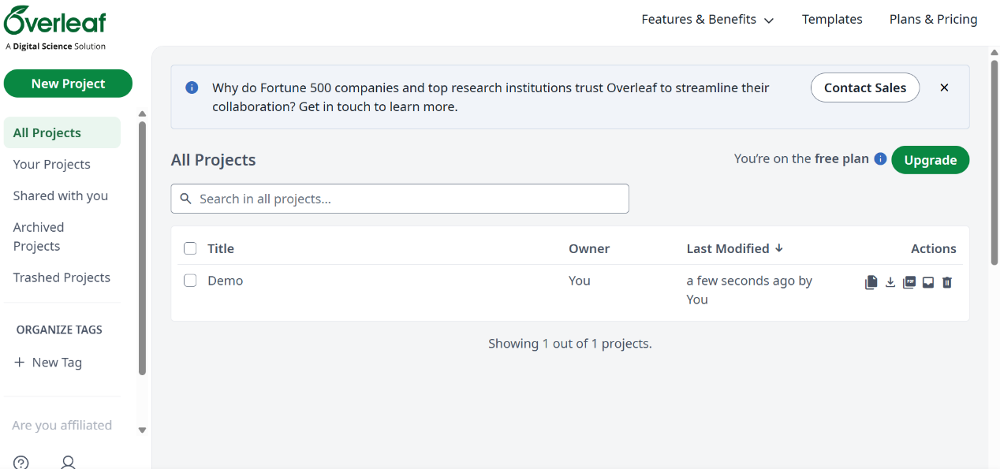 Overleaf
A Digital Science Solution
Features & Benefits
Templates
Plans & Pricing
New Project
All Projects
Your Projects
Shared with you
Archived
Projects
Trashed Projects
ORGANIZE TAGS
+ New Tag
Are you affiliated
Why do Fortune 500 companies and top research institutions trust Overleaf to streamline their
collaboration? Get in touch to learn more.
Contact Sales
All Projects
You’re on the free plan
Upgrade
Search in all projects...
Title Owner Last Modified ↓ Actions
Demo You a few seconds ago by
You
PDF
Showing 1 out of 1 projects.